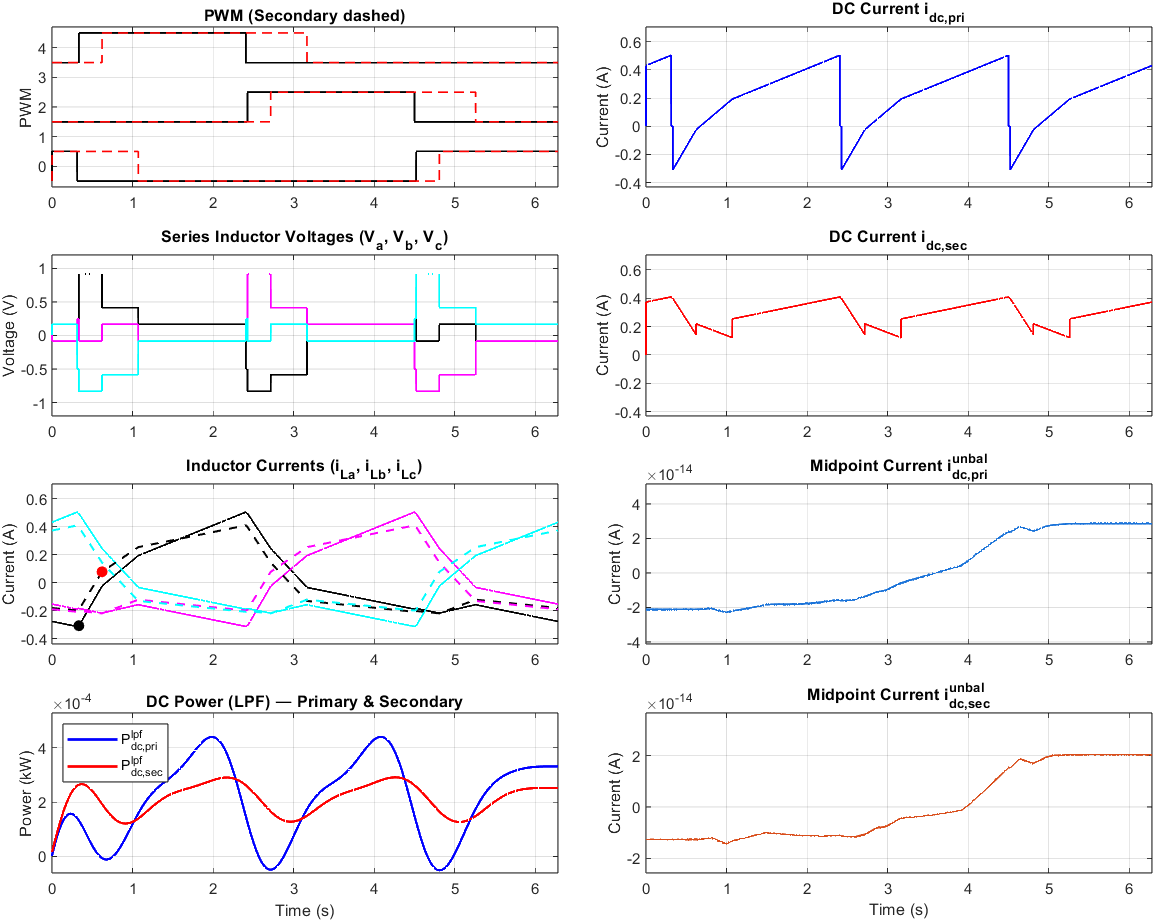 PWM (Secondary dashed)
PWM
4
3
2
1
0
0 1 2 3 4 5 6
DC Current i_dc,pri
Current (A)
0.6
0.4
0.2
0
-0.2
-0.4
0 1 2 3 4 5 6
Series Inductor Voltages (V_a, V_b, V_c)
Voltage (V)
1
0.5
0
-0.5
-1
0 1 2 3 4 5 6
DC Current i_dc,sec
Current (A)
0.6
0.4
0.2
0
-0.2
-0.4
0 1 2 3 4 5 6
Inductor Currents (i_La, i_Lb, i_Lc)
Current (A)
0.6
0.4
0.2
0
-0.2
-0.4
0 1 2 3 4 5 6
Midpoint Current i_dc,pri^unbal
×10^-14
Current (A)
4
2
0
-2
-4
0 1 2 3 4 5 6
DC Power (LPF) — Primary & Secondary
×10^-4
P_dc,pri^lpf
P_dc,sec^lpf
Power (kW)
4
2
0
0 1 2 3 4 5 6
Time (s)
Midpoint Current i_dc,sec^unbal
×10^-14
Current (A)
2
0
-2
0 1 2 3 4 5 6
Time (s)